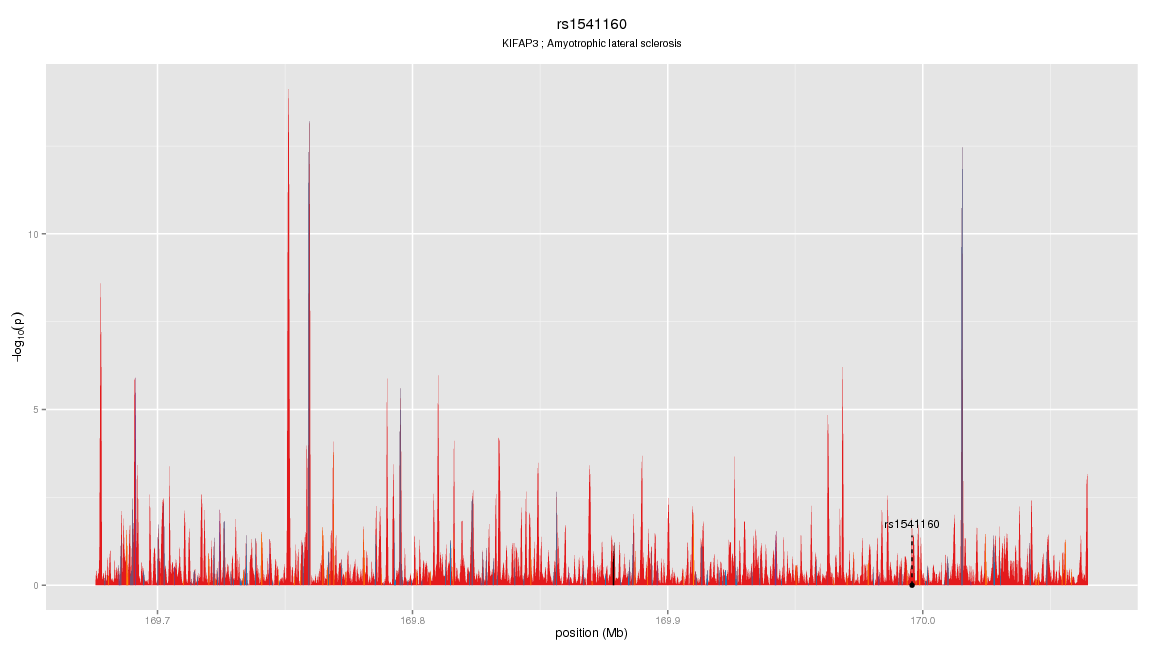 rs1541160
KIFAP3 ; Amyotrophic lateral sclerosis
10
5
0
−log10(p)
rs1541160
169.7 169.8 169.9 170.0
position (Mb)